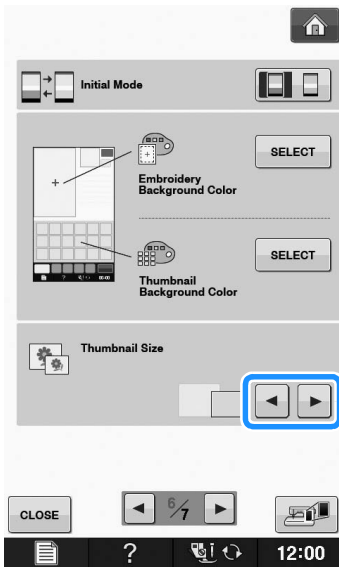 Initial Mode
SELECT
Embroidery
Background Color
SELECT
Thumbnail
Background Color
Thumbnail Size
CLOSE
6/7
?
12:00